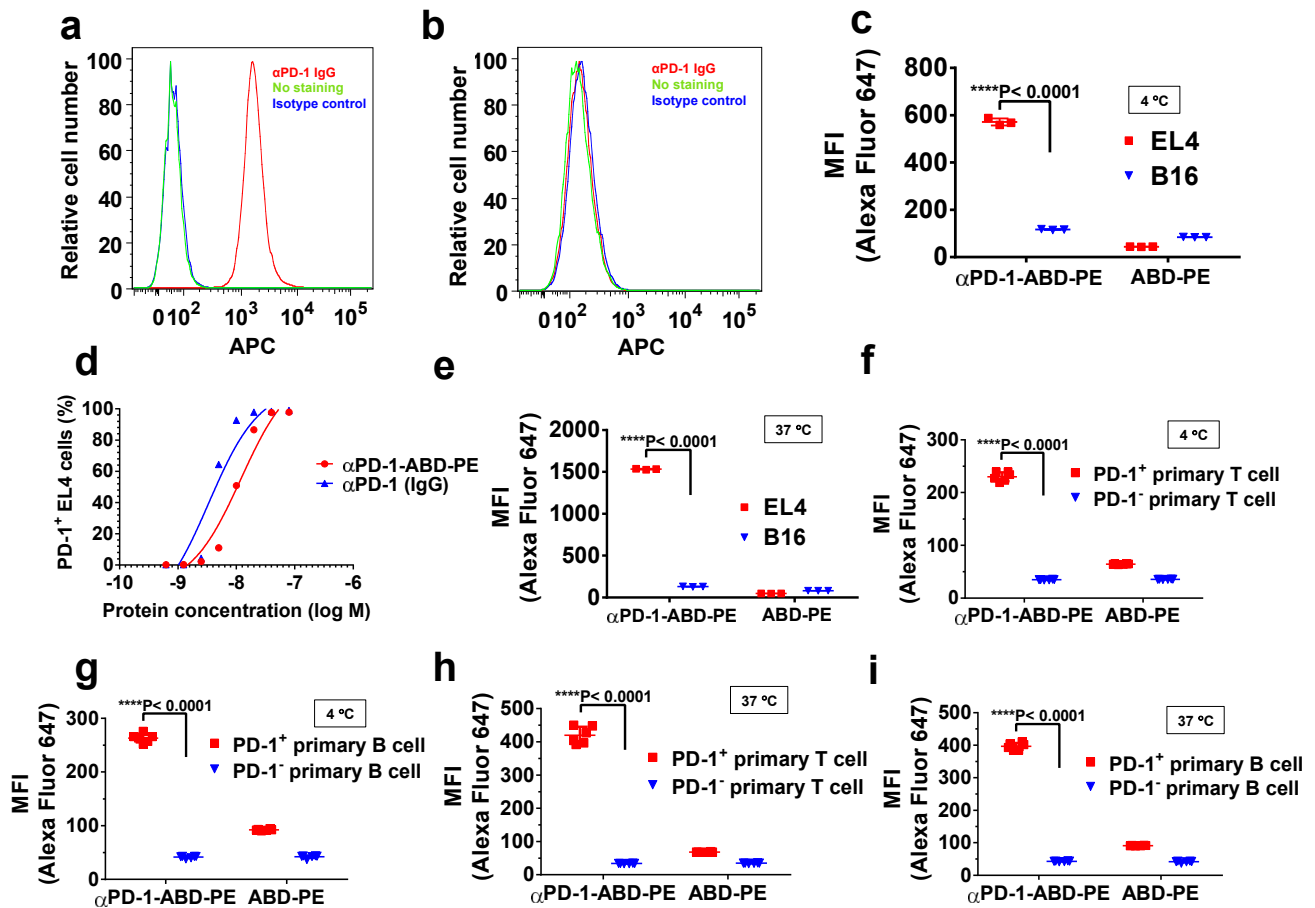 a
αPD-1 IgG
No staining
Isotype control
Relative cell number
100
80
60
40
20
0
0 10² 10³ 10⁴ 10⁵
APC
b
αPD-1 IgG
No staining
Isotype control
Relative cell number
100
80
60
40
20
0
0 10² 10³ 10⁴ 10⁵
APC
c
****P< 0.0001
4 ºC
EL4
B16
MFI
(Alexa Fluor 647)
800
600
400
200
0
αPD-1-ABD-PE ABD-PE
d
PD-1⁺ EL4 cells (%)
100
80
60
40
20
0
αPD-1-ABD-PE
αPD-1 (IgG)
-10 -9 -8 -7 -6
Protein concentration (log M)
e
****P< 0.0001
37 ºC
EL4
B16
MFI
(Alexa Fluor 647)
2000
1500
1000
500
0
αPD-1-ABD-PE ABD-PE
f
****P< 0.0001
4 ºC
PD-1⁺ primary T cell
PD-1⁻ primary T cell
MFI
(Alexa Fluor 647)
300
200
100
0
αPD-1-ABD-PE ABD-PE
g
****P< 0.0001
4 ºC
PD-1⁺ primary B cell
PD-1⁻ primary B cell
MFI
(Alexa Fluor 647)
300
200
100
0
αPD-1-ABD-PE ABD-PE
h
****P< 0.0001
37 ºC
PD-1⁺ primary T cell
PD-1⁻ primary T cell
MFI
(Alexa Fluor 647)
500
400
300
200
100
0
αPD-1-ABD-PE ABD-PE
i
****P< 0.0001
37 ºC
PD-1⁺ primary B cell
PD-1⁻ primary B cell
MFI
(Alexa Fluor 647)
500
400
300
200
100
0
αPD-1-ABD-PE ABD-PE